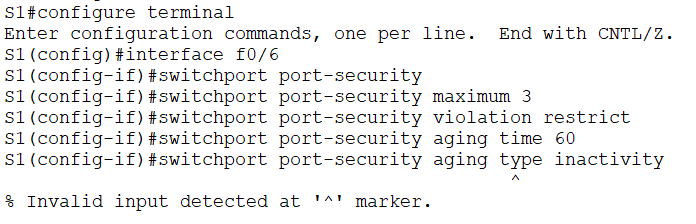 S1#configure terminal
Enter configuration commands, one per line.  End with CNTL/Z.
S1(config)#interface f0/6
S1(config-if)#switchport port-security
S1(config-if)#switchport port-security maximum 3
S1(config-if)#switchport port-security violation restrict
S1(config-if)#switchport port-security aging time 60
S1(config-if)#switchport port-security aging type inactivity
                                             ^
% Invalid input detected at '^' marker.